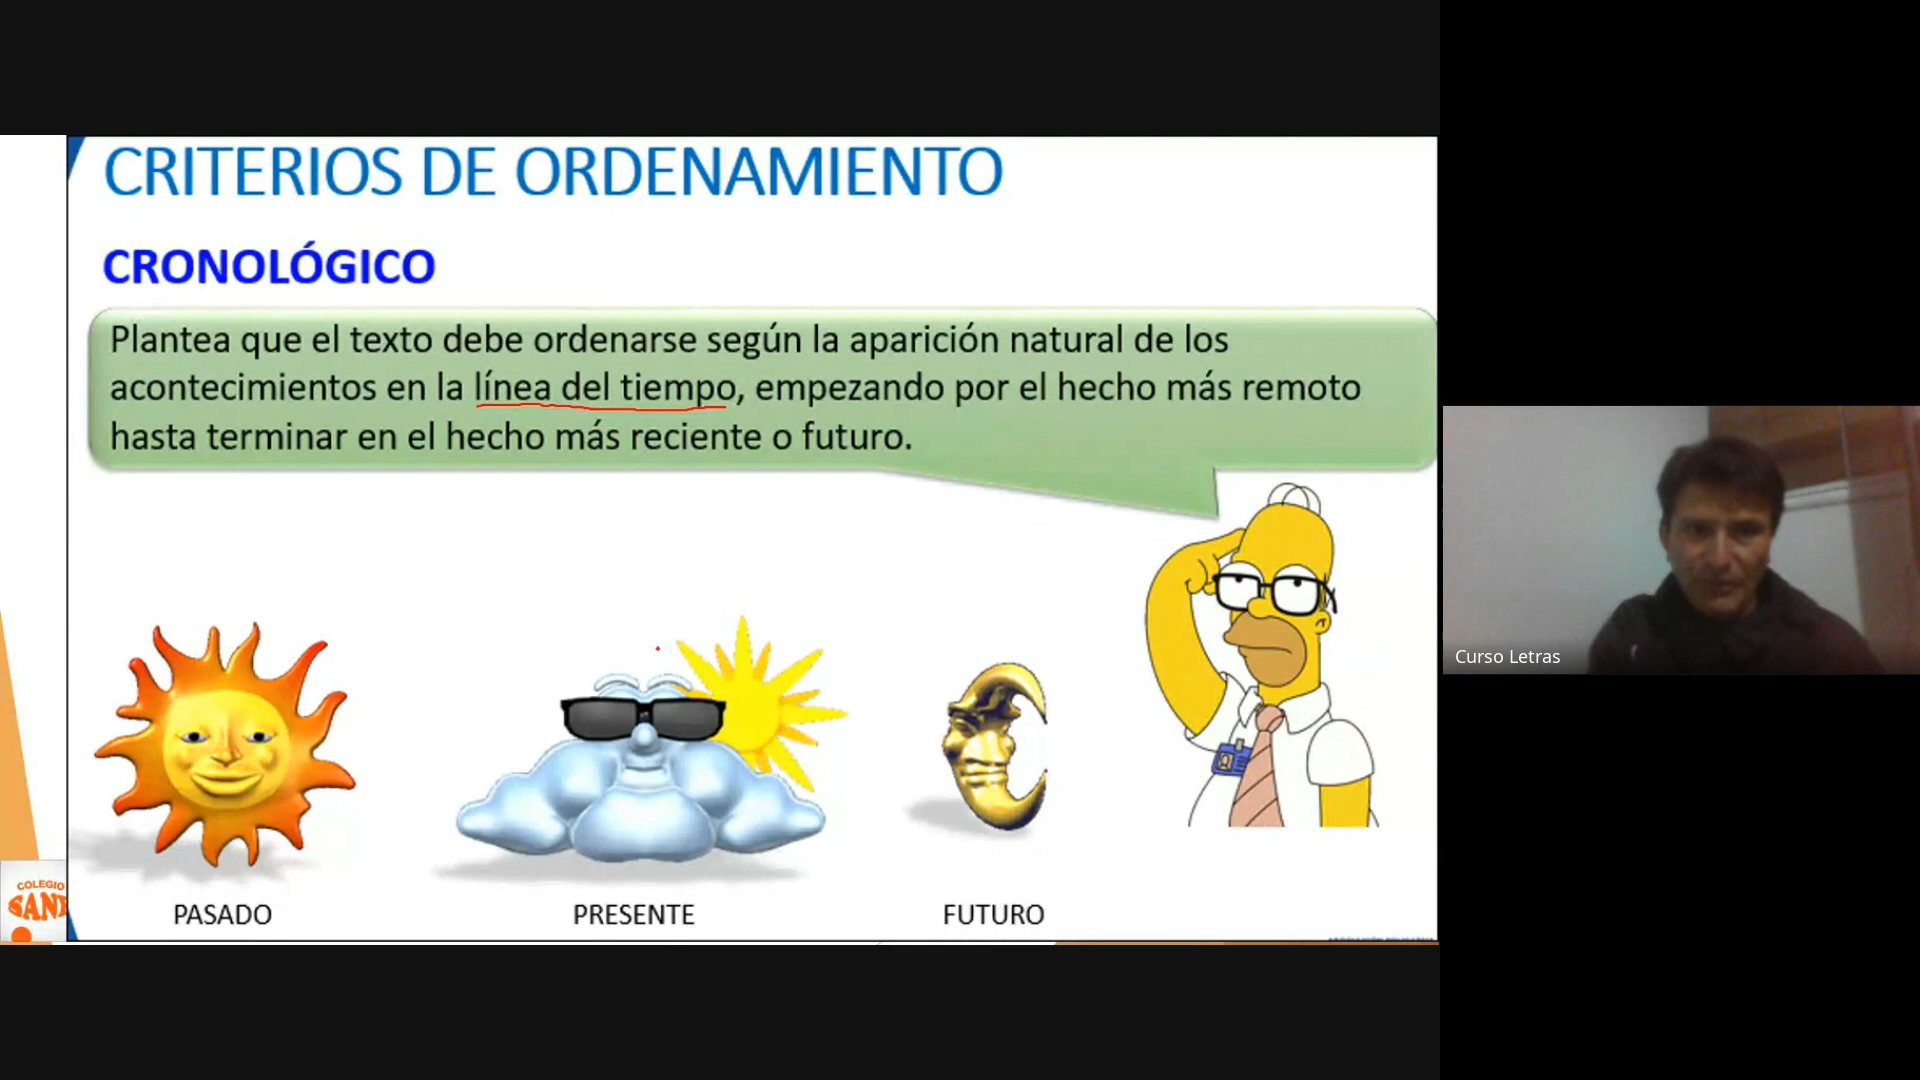 CRITERIOS DE ORDENAMIENTO
CRONOLÓGICO
Plantea que el texto debe ordenarse según la aparición natural de los
acontecimientos en la línea del tiempo, empezando por el hecho más remoto
hasta terminar en el hecho más reciente o futuro.
Curso Letras
COLEGIO
PASADO
PRESENTE
FUTURO